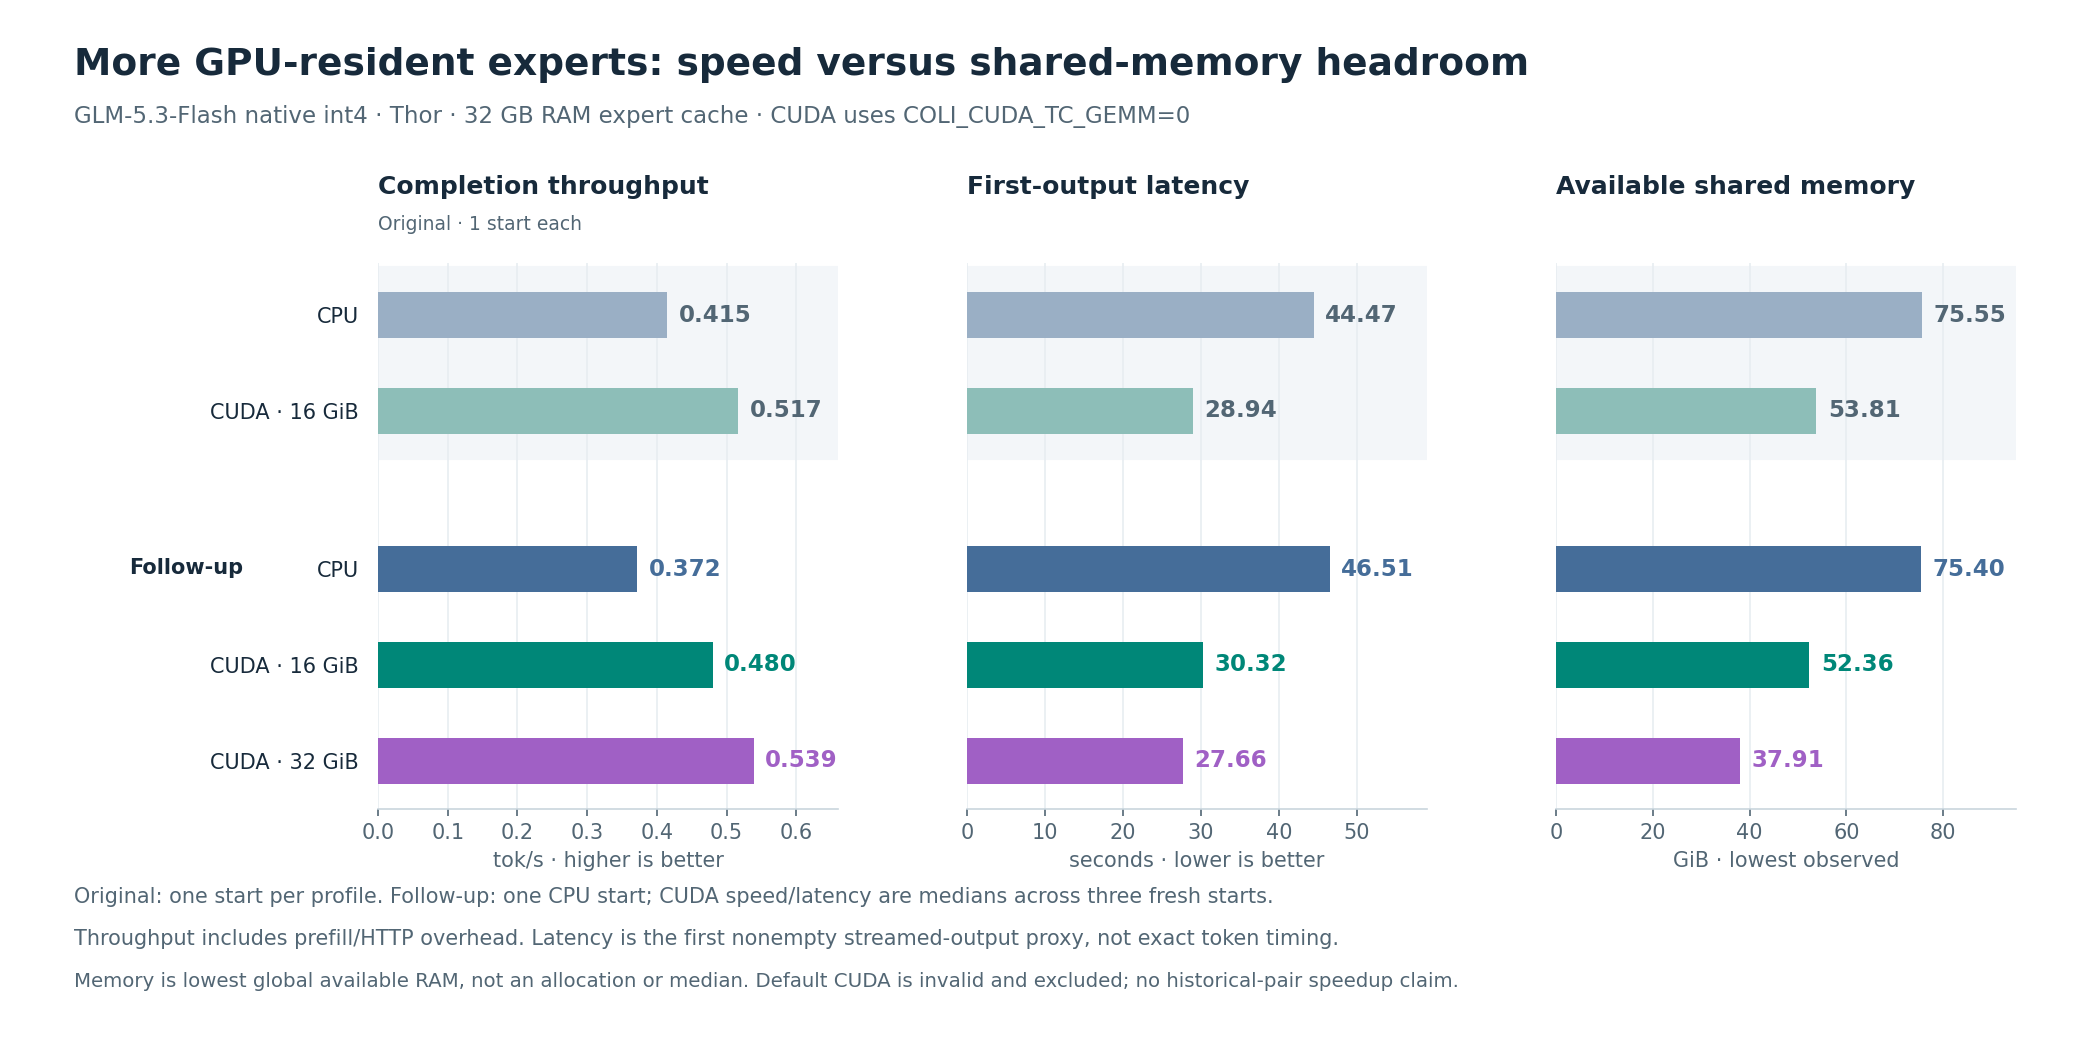 More GPU-resident experts: speed versus shared-memory headroom
GLM-5.3-Flash native int4 · Thor · 32 GB RAM expert cache · CUDA uses COLI_CUDA_TC_GEMM=0
Completion throughput
Original · 1 start each
CPU
0.415
CUDA · 16 GiB
0.517
Follow-up
CPU
0.372
CUDA · 16 GiB
0.480
CUDA · 32 GiB
0.539
0.0 0.1 0.2 0.3 0.4 0.5 0.6
tok/s · higher is better
First-output latency
44.47
28.94
46.51
30.32
27.66
0 10 20 30 40 50
seconds · lower is better
Available shared memory
75.55
53.81
75.40
52.36
37.91
0 20 40 60 80
GiB · lowest observed
Original: one start per profile. Follow-up: one CPU start; CUDA speed/latency are medians across three fresh starts.
Throughput includes prefill/HTTP overhead. Latency is the first nonempty streamed-output proxy, not exact token timing.
Memory is lowest global available RAM, not an allocation or median. Default CUDA is invalid and excluded; no historical-pair speedup claim.